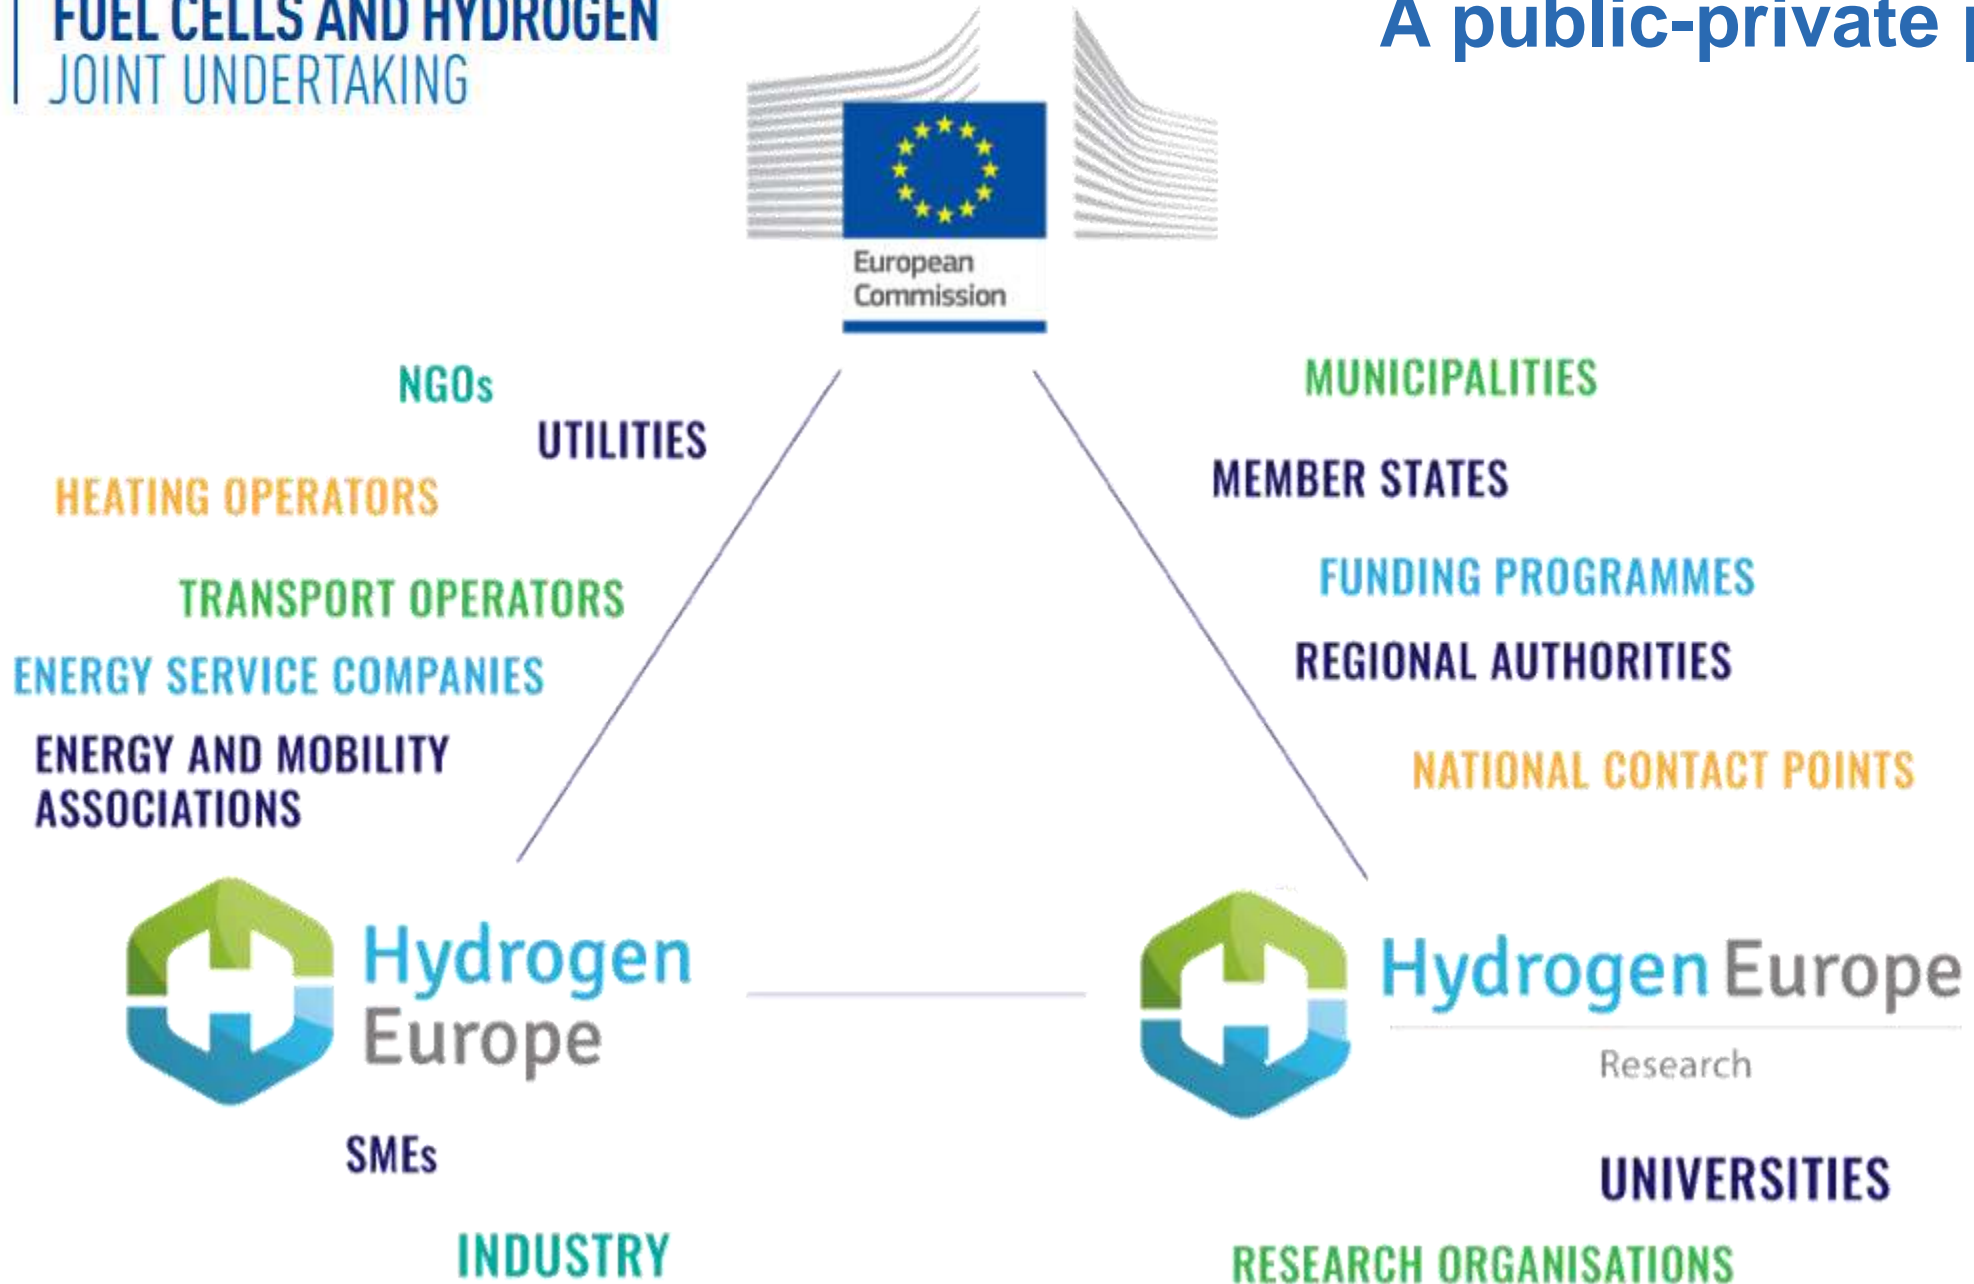 FUEL CELLS AND HYDROGEN
JOINT UNDERTAKING
A public-private
European
Commission
NGOs
UTILITIES
HEATING OPERATORS
TRANSPORT OPERATORS
ENERGY SERVICE COMPANIES
ENERGY AND MOBILITY
ASSOCIATIONS
MUNICIPALITIES
MEMBER STATES
FUNDING PROGRAMMES
REGIONAL AUTHORITIES
NATIONAL CONTACT POINTS
Hydrogen
Europe
Hydrogen Europe
Research
SMEs
INDUSTRY
UNIVERSITIES
RESEARCH ORGANISATIONS